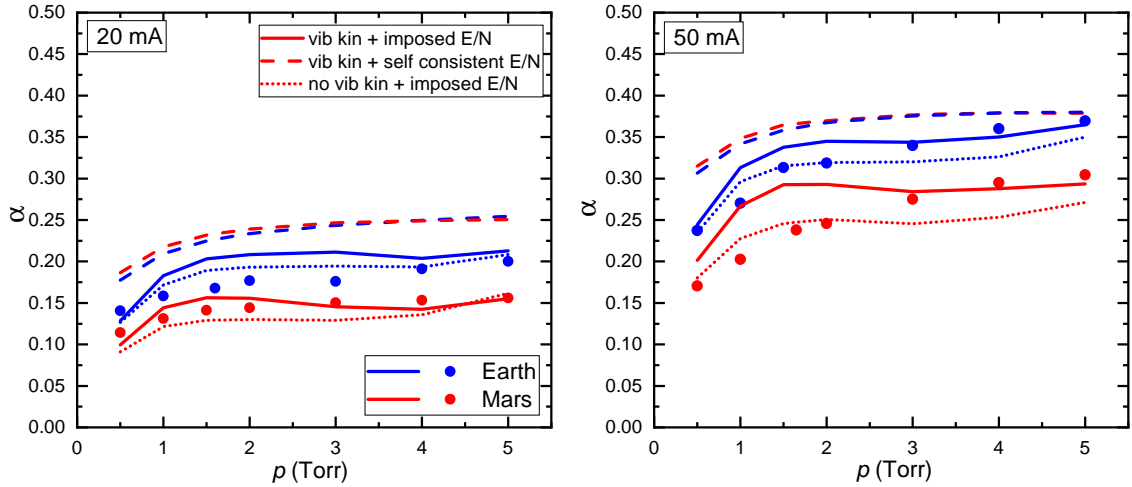 20 mA
vib kin + imposed E/N
vib kin + self consistent E/N
no vib kin + imposed E/N
0.50
0.45
0.40
0.35
0.30
0.25
0.20
0.15
0.10
0.05
0.00
α
Earth
Mars
0 1 2 3 4 5
p (Torr)
50 mA
0.50
0.45
0.40
0.35
0.30
0.25
0.20
0.15
0.10
0.05
0.00
α
0 1 2 3 4 5
p (Torr)